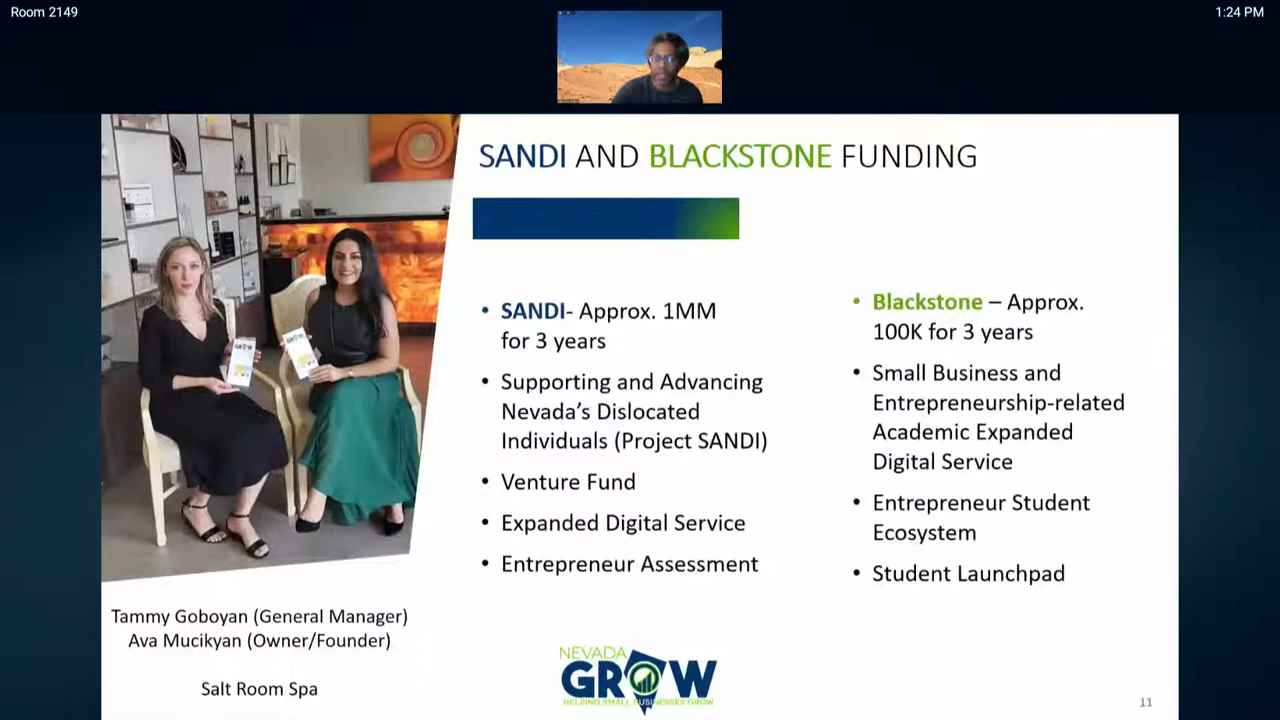 Room 2149
1:24 PM
SANDI AND BLACKSTONE FUNDING
• SANDI- Approx. 1MM
for 3 years
• Supporting and Advancing
Nevada's Dislocated
Individuals (Project SANDI)
• Venture Fund
• Expanded Digital Service
• Entrepreneur Assessment
• Blackstone – Approx.
100K for 3 years
• Small Business and
Entrepreneurship-related
Academic Expanded
Digital Service
• Entrepreneur Student
Ecosystem
• Student Launchpad
GROW
GROW
Tammy Goboyan (General Manager)
Ava Mucikyan (Owner/Founder)
Salt Room Spa
NEVADA
GROW
HELPING SMALL BUSINESSES GROW
11